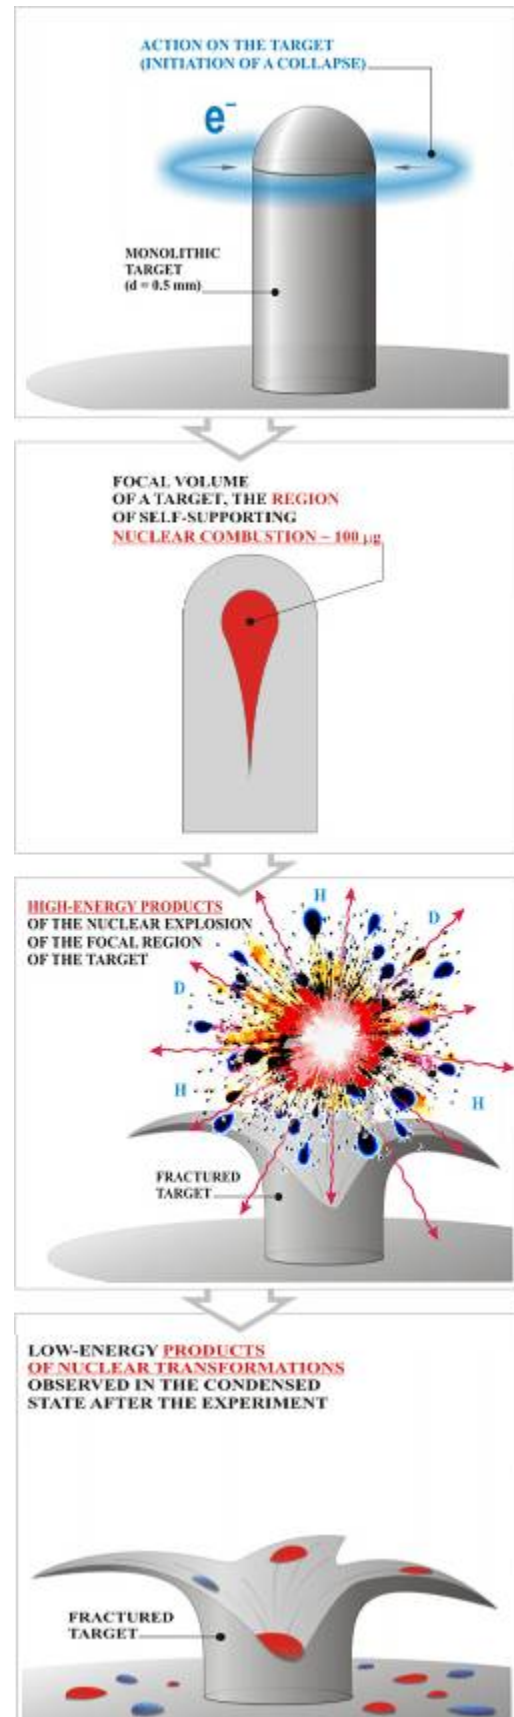 ACTION ON THE TARGET
(INITIATION OF A COLLAPSE)
e⁻
MONOLITHIC
TARGET
(d = 0.5 mm)
FOCAL VOLUME
OF A TARGET, THE REGION
OF SELF-SUPPORTING
NUCLEAR COMBUSTION ~ 100 μg
HIGH-ENERGY PRODUCTS
OF THE NUCLEAR EXPLOSION
OF THE FOCAL REGION
OF THE TARGET
H
D
D
H
H
FRACTURED
TARGET
LOW-ENERGY PRODUCTS
OF NUCLEAR TRANSFORMATIONS
OBSERVED IN THE CONDENSED
STATE AFTER THE EXPERIMENT
FRACTURED
TARGET